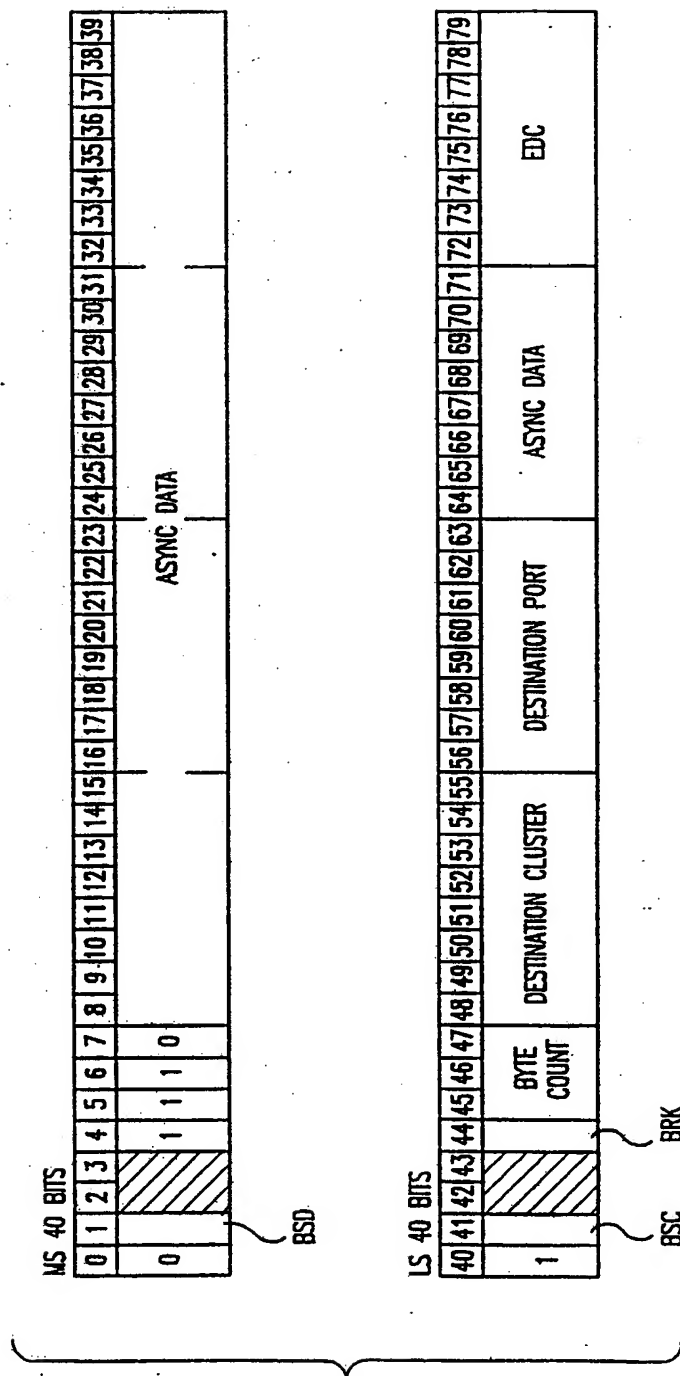 MS 40 BITS
0 1 2 3 4 5 6 7 8 9 10 11 12 13 14 15 16 17 18 19 20 21 22 23 24 25 26 27 28 29 30 31 32 33 34 35 36 37 38 39
0 1 1 1 0 ASYNC DATA
BSD
LS 40 BITS
40 41 42 43 44 45 46 47 48 49 50 51 52 53 54 55 56 57 58 59 60 61 62 63 64 65 66 67 68 69 70 71 72 73 74 75 76 77 78 79
1 BYTE COUNT DESTINATION CLUSTER DESTINATION PORT ASYNC DATA EDC
BSC BRK